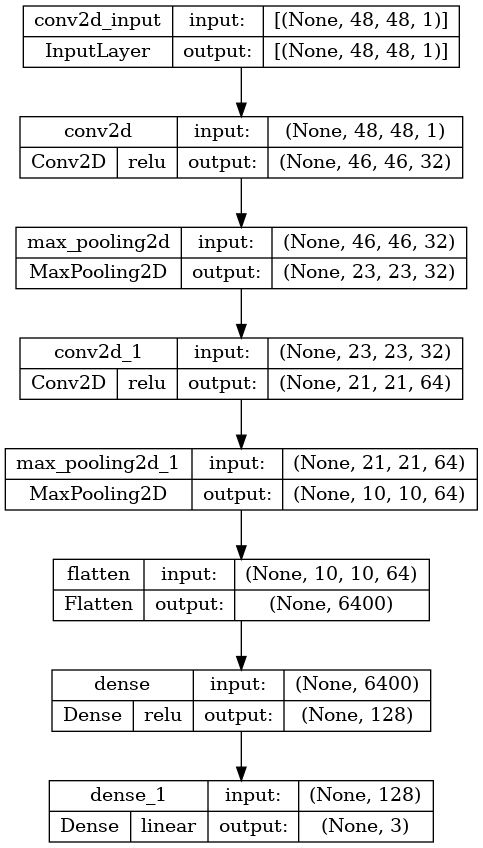 conv2d_input input: [(None, 48, 48, 1)]
InputLayer output: [(None, 48, 48, 1)]
conv2d input: (None, 48, 48, 1)
Conv2D relu output: (None, 46, 46, 32)
max_pooling2d input: (None, 46, 46, 32)
MaxPooling2D output: (None, 23, 23, 32)
conv2d_1 input: (None, 23, 23, 32)
Conv2D relu output: (None, 21, 21, 64)
max_pooling2d_1 input: (None, 21, 21, 64)
MaxPooling2D output: (None, 10, 10, 64)
flatten input: (None, 10, 10, 64)
Flatten output: (None, 6400)
dense input: (None, 6400)
Dense relu output: (None, 128)
dense_1 input: (None, 128)
Dense linear output: (None, 3)